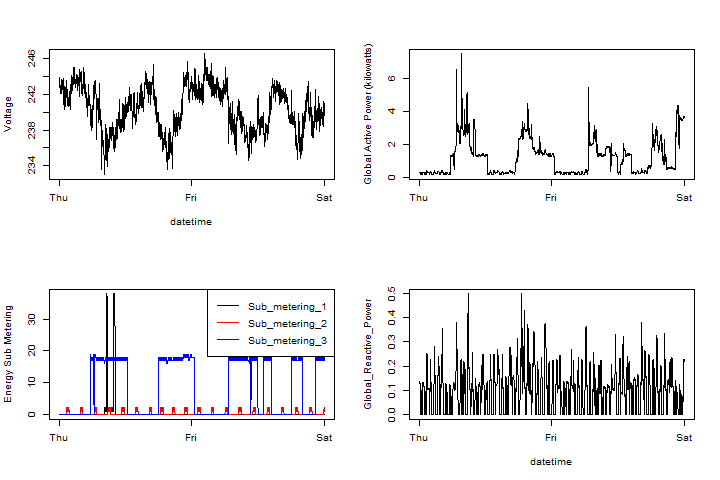 Voltage
234 238 242 246
Thu Fri Sat
datetime
Global Active Power (kilowatts)
0 2 4 6
Thu Fri Sat
Energy Sub Metering
0 10 20 30
Thu Fri Sat
Sub_metering_1
Sub_metering_2
Sub_metering_3
Global_Reactive_Power
0.0 0.1 0.2 0.3 0.4 0.5
Thu Fri Sat
datetime